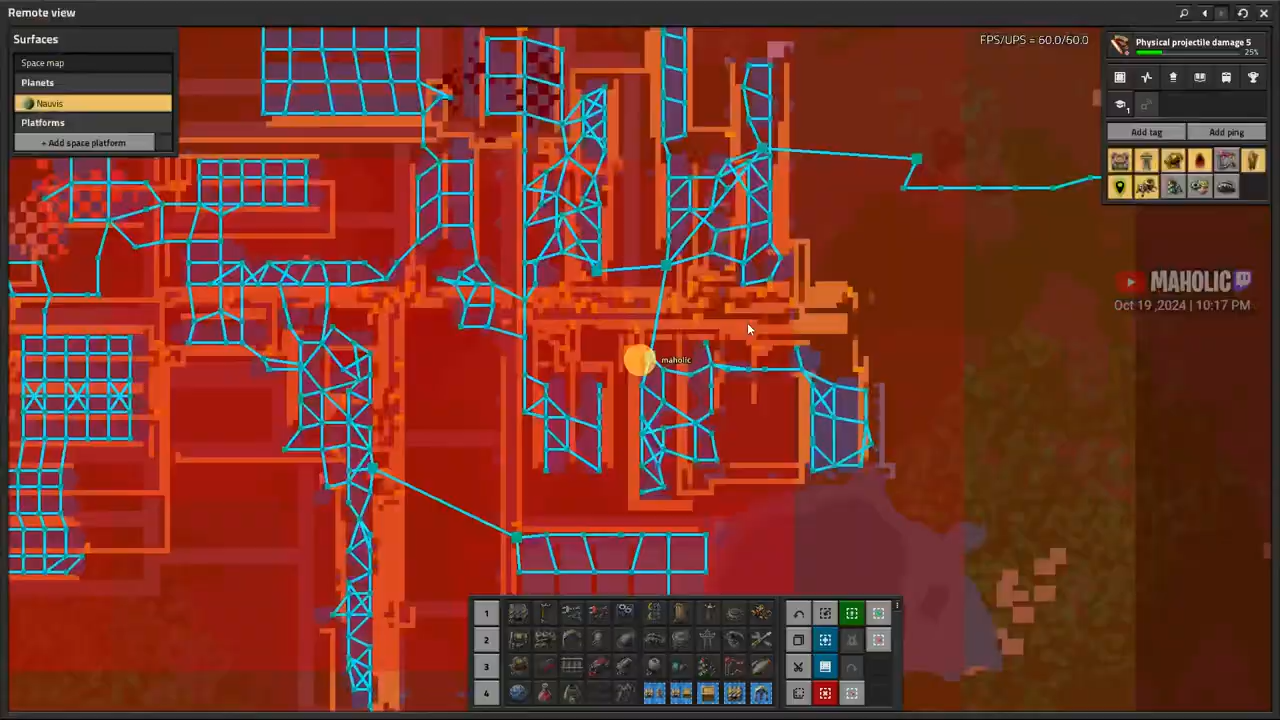 Remote view
Surfaces
Space map
Planets
Nauvis
Platforms
+ Add space platform
FPS/UPS = 60.0/60.0
Physical projectile damage 5
25%
1
Add tag
Add ping
MAHOLIC
Oct 19 ,2024 | 10:17 PM
maholic
1
2
3
4